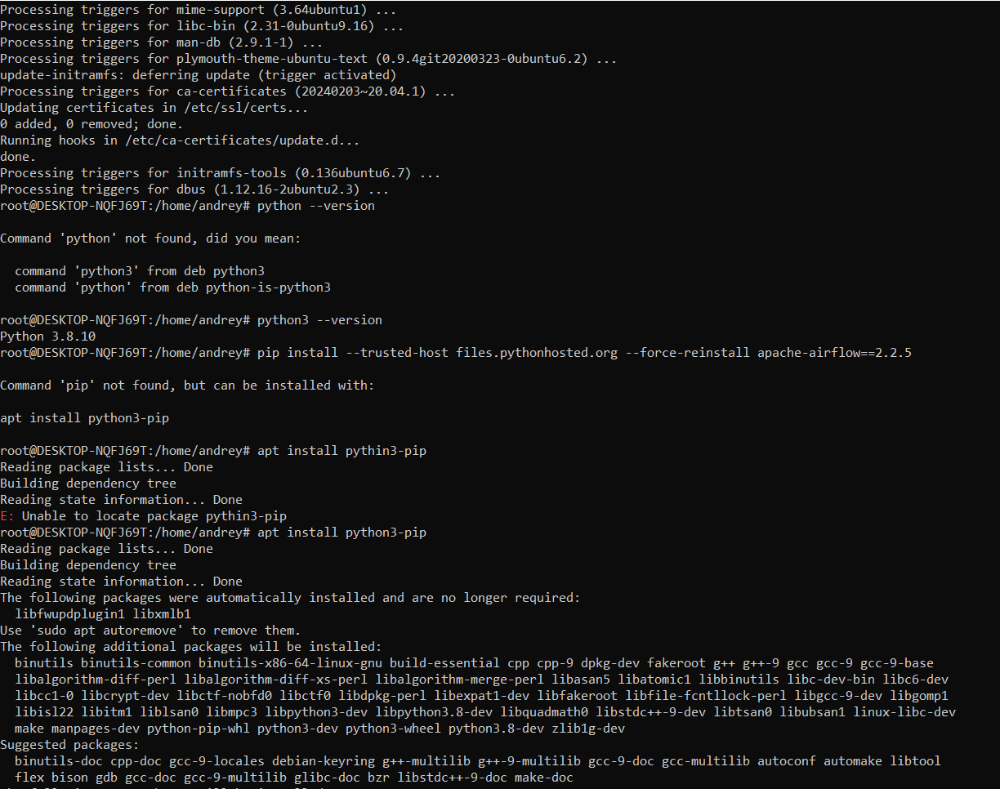 Processing triggers for mime-support (3.64ubuntu1) ...
Processing triggers for libc-bin (2.31-0ubuntu9.16) ...
Processing triggers for man-db (2.9.1-1) ...
Processing triggers for plymouth-theme-ubuntu-text (0.9.4git20200323-0ubuntu6.2) ...
update-initramfs: deferring update (trigger activated)
Processing triggers for ca-certificates (20240203~20.04.1) ...
Updating certificates in /etc/ssl/certs...
0 added, 0 removed; done.
Running hooks in /etc/ca-certificates/update.d...
done.
Processing triggers for initramfs-tools (0.136ubuntu6.7) ...
Processing triggers for dbus (1.12.16-2ubuntu2.3) ...
root@DESKTOP-NQFJ69T:/home/andrey# python --version
Command 'python' not found, did you mean:
command 'python3' from deb python3
command 'python' from deb python-is-python3
root@DESKTOP-NQFJ69T:/home/andrey# python3 --version
Python 3.8.10
root@DESKTOP-NQFJ69T:/home/andrey# pip install --trusted-host files.pythonhosted.org --force-reinstall apache-airflow==2.2.5
Command 'pip' not found, but can be installed with:
apt install python3-pip
root@DESKTOP-NQFJ69T:/home/andrey# apt install pythin3-pip
Reading package lists... Done
Building dependency tree
Reading state information... Done
E: Unable to locate package pythin3-pip
root@DESKTOP-NQFJ69T:/home/andrey# apt install python3-pip
Reading package lists... Done
Building dependency tree
Reading state information... Done
The following packages were automatically installed and are no longer required:
libfwupdplugin1 libxmlb1
Use 'sudo apt autoremove' to remove them.
The following additional packages will be installed:
binutils binutils-common binutils-x86-64-linux-gnu build-essential cpp cpp-9 dpkg-dev fakeroot g++ g++-9 gcc gcc-9 gcc-9-base
libalgorithm-diff-perl libalgorithm-diff-xs-perl libalgorithm-merge-perl libasan5 libatomic1 libbinutils libc-dev-bin libc6-dev
libcc1-0 libcrypt-dev libctf-nobfd0 libctf0 libdpkg-perl libexpat1-dev libfakeroot libfile-fcntllock-perl libgcc-9-dev libgomp1
libisl22 libitm1 liblsan0 libmpc3 libpython3-dev libpython3.8-dev libquadmath0 libstdc++-9-dev libtsan0 libubsan1 linux-libc-dev
make manpages-dev python-pip-whl python3-dev python3-wheel python3.8-dev zlib1g-dev
Suggested packages:
binutils-doc cpp-doc gcc-9-locales debian-keyring g++-multilib g++-9-multilib gcc-9-doc gcc-multilib autoconf automake libtool
flex bison gdb gcc-doc gcc-9-multilib glibc-doc bzr libstdc++-9-doc make-doc